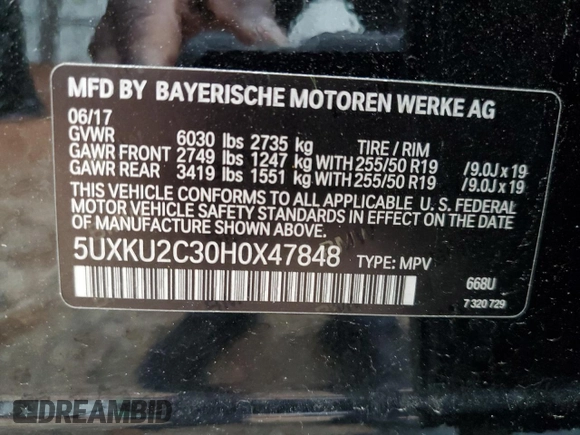 MFD BY BAYERISCHE MOTOREN WERKE AG
06/17
GVWR 6030 lbs 2735 kg TIRE / RIM
GAWR FRONT 2749 lbs 1247 kg WITH 255/50 R19 /9.0J x 19
GAWR REAR 3419 lbs 1551 kg WITH 255/50 R19 /9.0J x 19
THIS VEHICLE CONFORMS TO ALL APPLICABLE U.S. FEDERAL
MOTOR VEHICLE SAFETY STANDARDS IN EFFECT ON THE DATE
OF MANUFACTURE SHOWN ABOVE.
5UXKU2C30H0X47848 TYPE: MPV
668U
7 320 729
DREAMBID